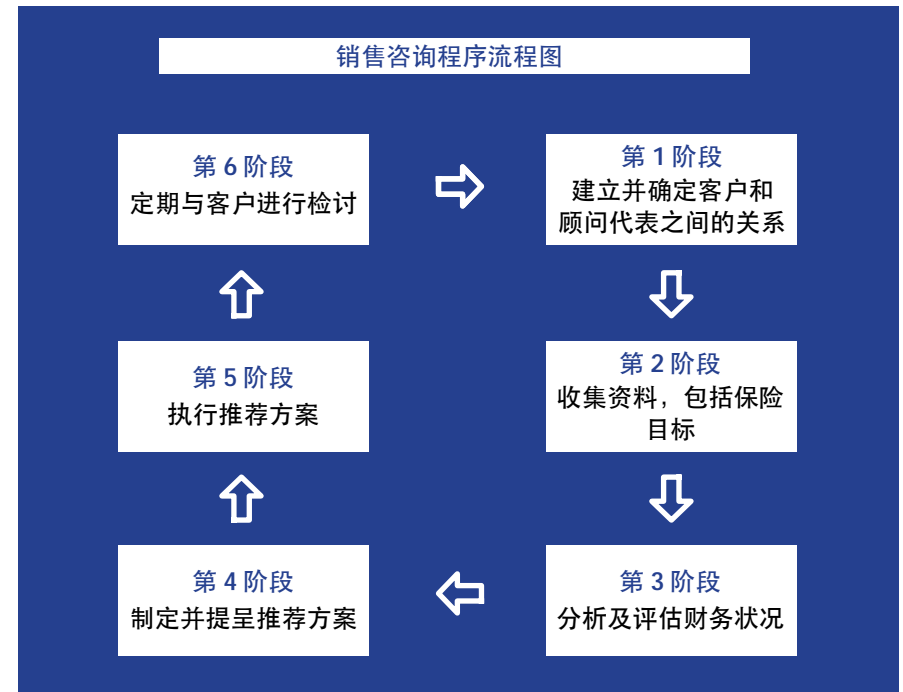 销售咨询程序流程图
第 6 阶段
定期与客户进行检讨
第 1 阶段
建立并确定客户和
顾问代表之间的关系
第 5 阶段
执行推荐方案
第 2 阶段
收集资料，包括保险
目标
第 4 阶段
制定并提呈推荐方案
第 3 阶段
分析及评估财务状况